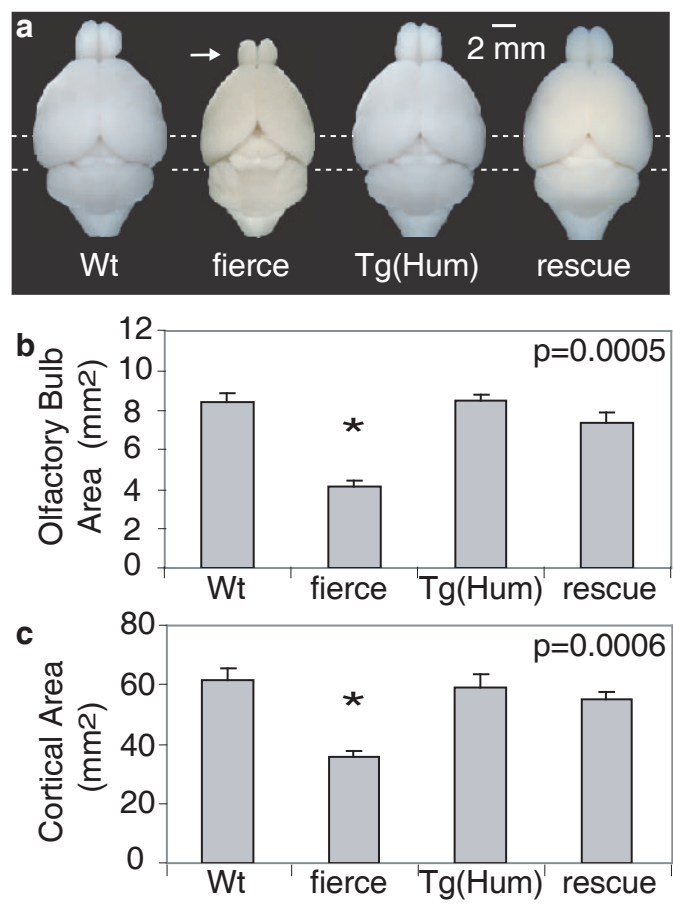 a
2 mm
Wt fierce Tg(Hum) rescue
b
Olfactory Bulb
Area (mm2)
12
10
8
6
4
2
0
p=0.0005
*
Wt fierce Tg(Hum) rescue
c
Cortical Area
(mm2)
80
60
40
20
0
p=0.0006
*
Wt fierce Tg(Hum) rescue